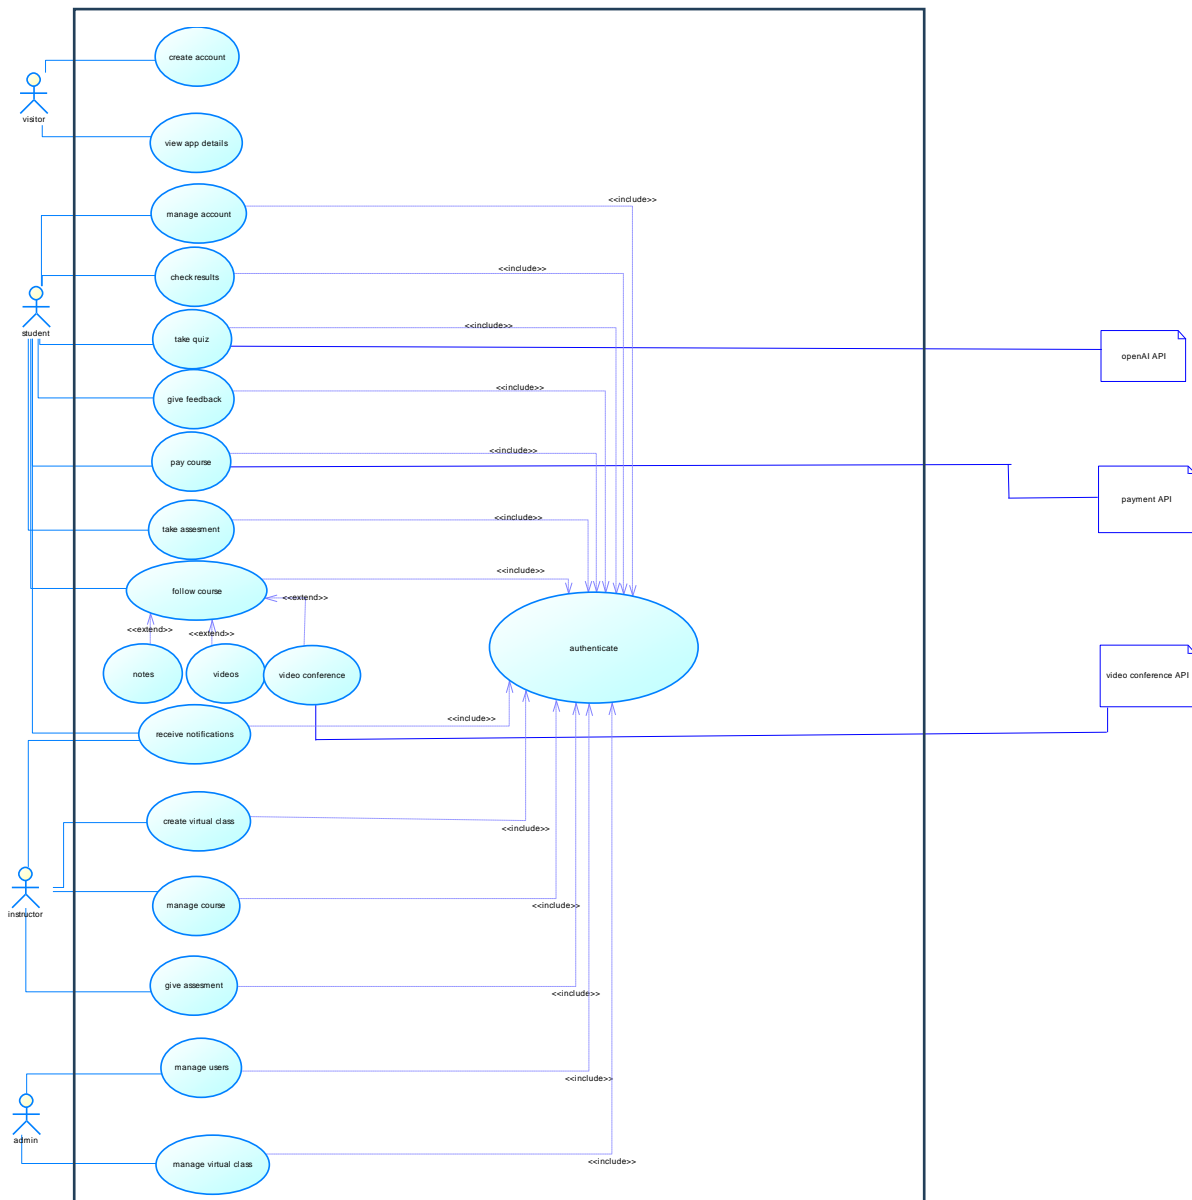 create account
visitor
view app details
<<include>>
manage account
<<include>>
check results
student
<<include>>
take quiz
openAI API
<<include>>
give feedback
<<include>>
pay course
payment API
<<include>>
take assesment
<<include>>
follow course
<<extend>>
<<extend>>
<<extend>>
authenticate
notes
videos
video conference
video conference API
<<include>>
receive notifications
create virtual class
<<include>>
manage course
<<include>>
instructor
give assesment
<<include>>
manage users
<<include>>
admin
manage virtual class
<<include>>